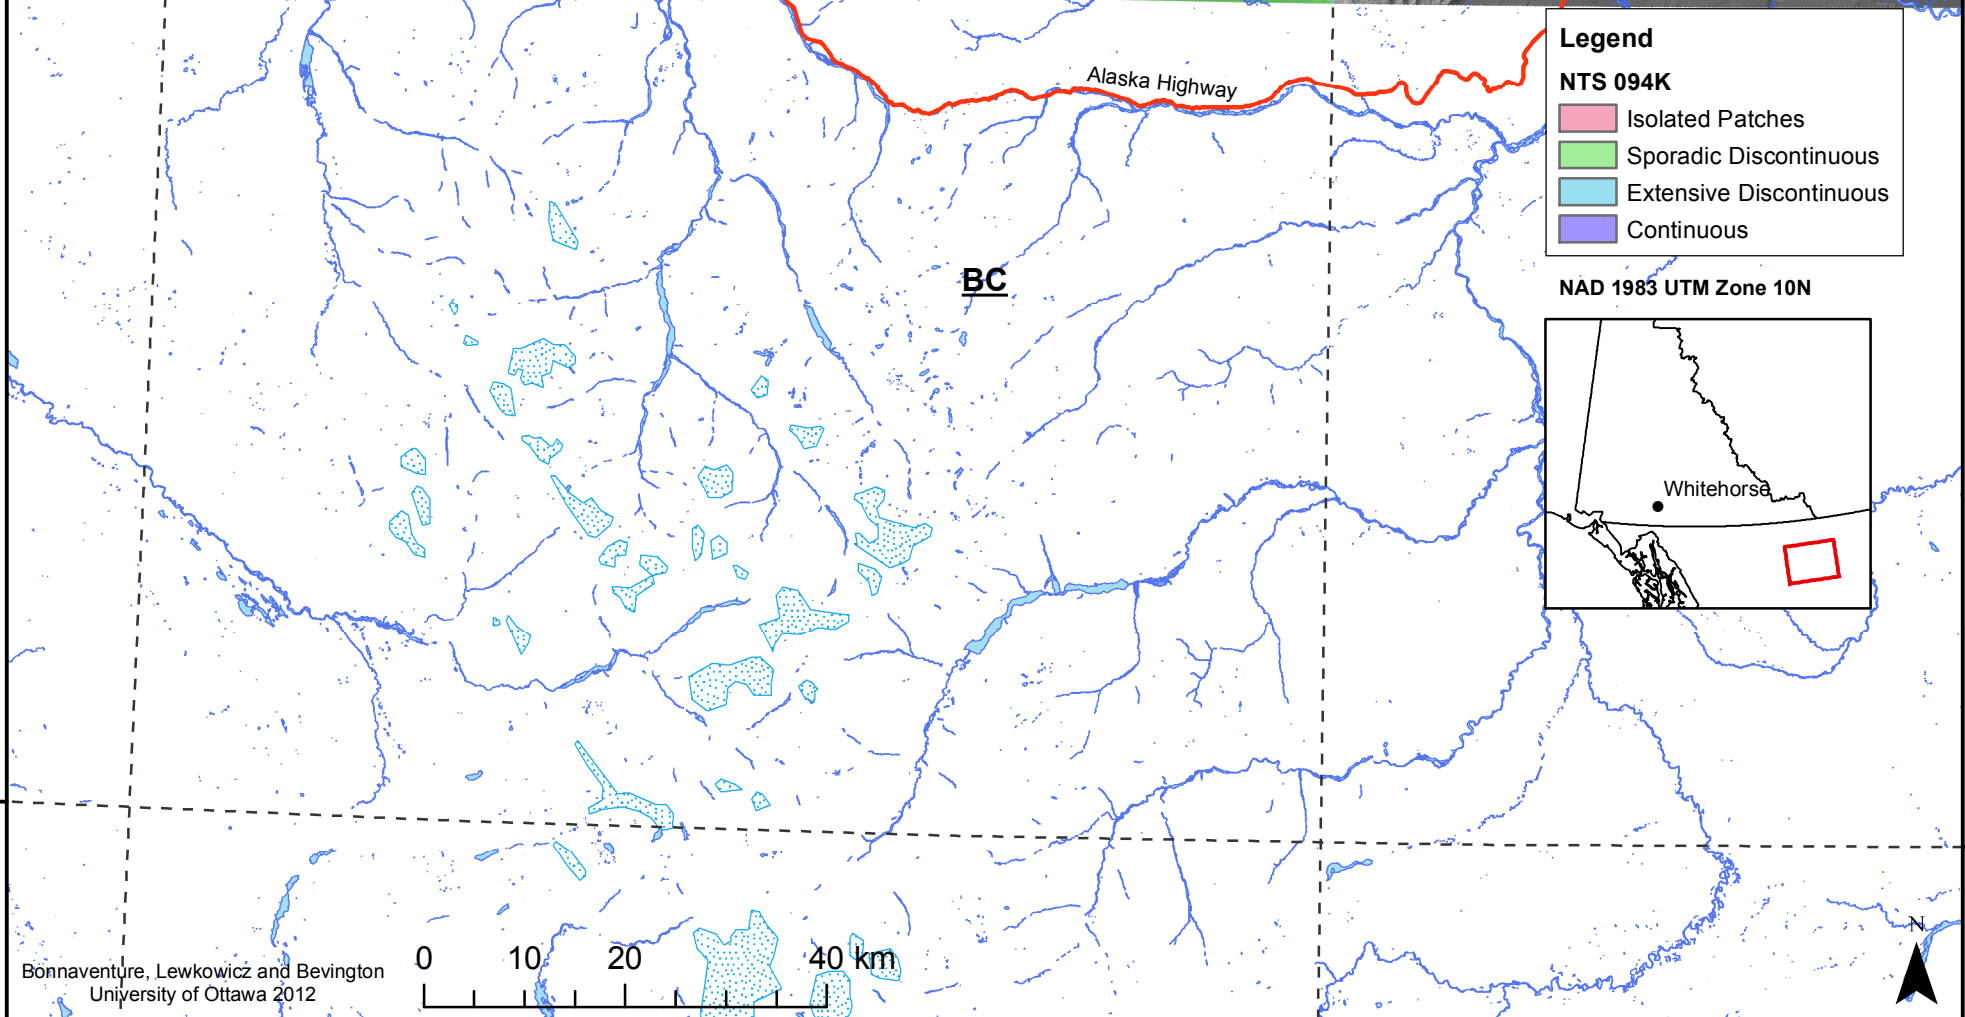 Alaska Highway
BC
Legend
NTS 094K
Isolated Patches
Sporadic Discontinuous
Extensive Discontinuous
Continuous
NAD 1983 UTM Zone 10N
Whitehorse
N
0 10 20 40 km
Bonnaventure, Lewkowicz and Bevington
University of Ottawa 2012